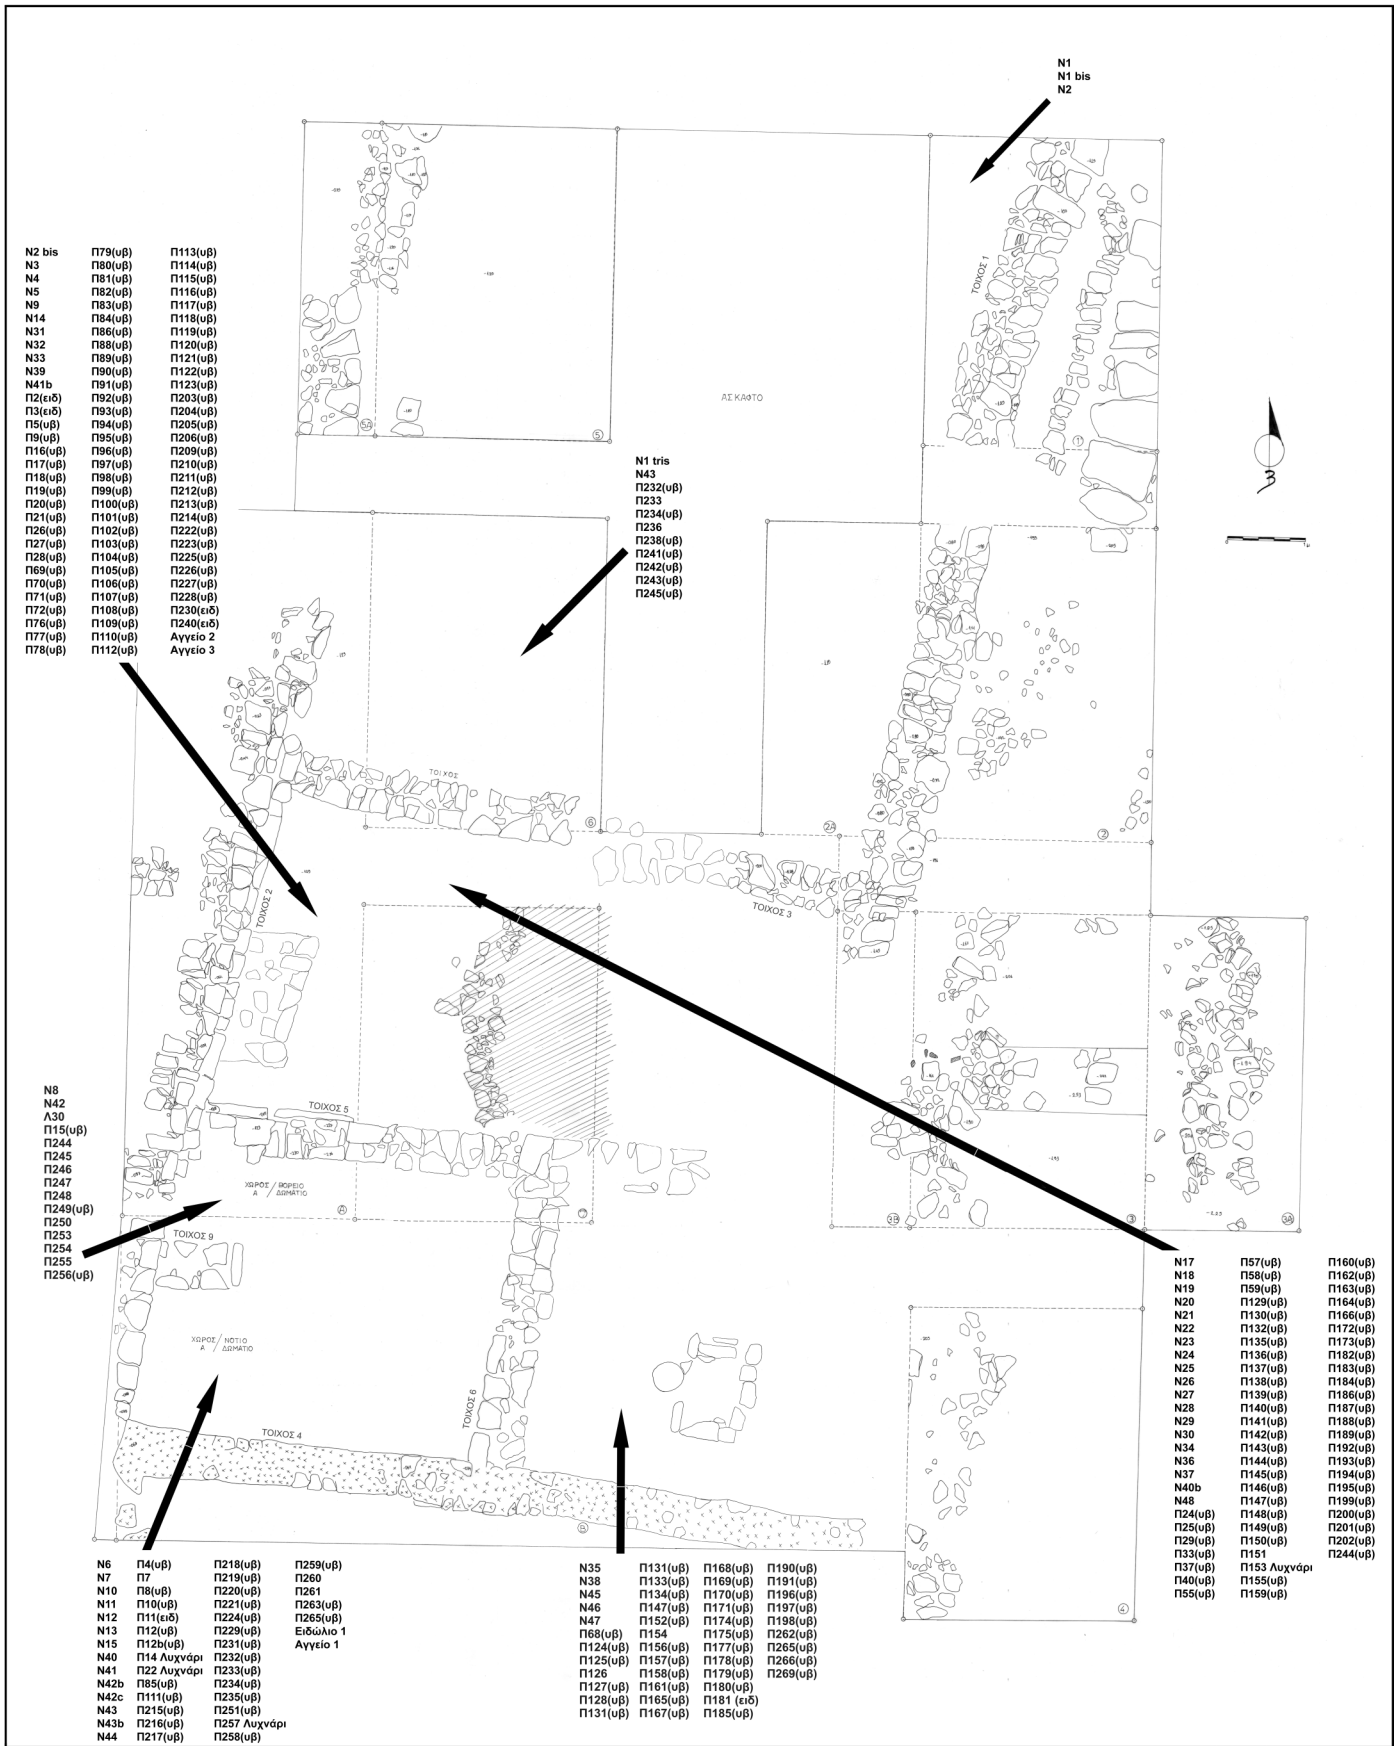 N1
N1 bis
N2
ΤΟΙΧΟΣ 1
ΑΣΚΑΦΤΟ
5A
5
1
3
1μ
N2 bis Π79(υβ) Π113(υβ)
N3 Π80(υβ) Π114(υβ)
N4 Π81(υβ) Π115(υβ)
N5 Π82(υβ) Π116(υβ)
N9 Π83(υβ) Π117(υβ)
N14 Π84(υβ) Π118(υβ)
N31 Π86(υβ) Π119(υβ)
N32 Π88(υβ) Π120(υβ)
N33 Π89(υβ) Π121(υβ)
N39 Π90(υβ) Π122(υβ)
N41b Π91(υβ) Π123(υβ)
Π2(ειδ) Π92(υβ) Π203(υβ)
Π3(ειδ) Π93(υβ) Π204(υβ)
Π5(υβ) Π94(υβ) Π205(υβ)
Π9(υβ) Π95(υβ) Π206(υβ)
Π16(υβ) Π96(υβ) Π209(υβ)
Π17(υβ) Π97(υβ) Π210(υβ)
Π18(υβ) Π98(υβ) Π211(υβ)
Π19(υβ) Π99(υβ) Π212(υβ)
Π20(υβ) Π100(υβ) Π213(υβ)
Π21(υβ) Π101(υβ) Π214(υβ)
Π26(υβ) Π102(υβ) Π222(υβ)
Π27(υβ) Π103(υβ) Π223(υβ)
Π28(υβ) Π104(υβ) Π225(υβ)
Π69(υβ) Π105(υβ) Π226(υβ)
Π70(υβ) Π106(υβ) Π227(υβ)
Π71(υβ) Π107(υβ) Π228(υβ)
Π72(υβ) Π108(υβ) Π230(ειδ)
Π76(υβ) Π109(υβ) Π240(ειδ)
Π77(υβ) Π110(υβ) Αγγείο 2
Π78(υβ) Π112(υβ) Αγγείο 3
N1 tris
N43
Π232(υβ)
Π233
Π234(υβ)
Π236
Π238(υβ)
Π241(υβ)
Π242(υβ)
Π243(υβ)
Π245(υβ)
ΤΟΙΧΟΣ
6
2A
2
ΤΟΙΧΟΣ 2
ΤΟΙΧΟΣ 3
ΤΟΙΧΟΣ 5
N8
N42
Λ30
Π15(υβ)
Π244
Π245
Π246
Π247
Π248
Π249(υβ)
Π250
Π253
Π254
Π255
Π256(υβ)
ΧΩΡΟΣ / ΒΟΡΕΙΟ
Α / ΔΩΜΑΤΙΟ
A
7
3B
3
3A
ΤΟΙΧΟΣ 9
ΧΩΡΟΣ / ΝΟΤΙΟ
Α / ΔΩΜΑΤΙΟ
ΤΟΙΧΟΣ 6
ΤΟΙΧΟΣ 4
B
4
N17 Π57(υβ) Π160(υβ)
N18 Π58(υβ) Π162(υβ)
N19 Π59(υβ) Π163(υβ)
N20 Π129(υβ) Π164(υβ)
N21 Π130(υβ) Π166(υβ)
N22 Π132(υβ) Π172(υβ)
N23 Π135(υβ) Π173(υβ)
N24 Π136(υβ) Π182(υβ)
N25 Π137(υβ) Π183(υβ)
N26 Π138(υβ) Π184(υβ)
N27 Π139(υβ) Π186(υβ)
N28 Π140(υβ) Π187(υβ)
N29 Π141(υβ) Π188(υβ)
N30 Π142(υβ) Π189(υβ)
N34 Π143(υβ) Π192(υβ)
N36 Π144(υβ) Π193(υβ)
N37 Π145(υβ) Π194(υβ)
N40b Π146(υβ) Π195(υβ)
N48 Π147(υβ) Π199(υβ)
Π24(υβ) Π148(υβ) Π200(υβ)
Π25(υβ) Π149(υβ) Π201(υβ)
Π29(υβ) Π150(υβ) Π202(υβ)
Π33(υβ) Π151 Π244(υβ)
Π37(υβ) Π153 Λυχνάρι
Π40(υβ) Π155(υβ)
Π55(υβ) Π159(υβ)
N6 Π4(υβ) Π218(υβ) Π259(υβ)
N7 Π7 Π219(υβ) Π260
N10 Π8(υβ) Π220(υβ) Π261
N11 Π10(υβ) Π221(υβ) Π263(υβ)
N12 Π11(ειδ) Π224(υβ) Π265(υβ)
N13 Π12(υβ) Π229(υβ) Ειδώλιο 1
N15 Π12b(υβ) Π231(υβ) Αγγείο 1
N40 Π14 Λυχνάρι Π232(υβ)
N41 Π22 Λυχνάρι Π233(υβ)
N42b Π85(υβ) Π234(υβ)
N42c Π111(υβ) Π235(υβ)
N43 Π215(υβ) Π251(υβ)
N43b Π216(υβ) Π257 Λυχνάρι
N44 Π217(υβ) Π258(υβ)
N35 Π131(υβ) Π168(υβ) Π190(υβ)
N38 Π133(υβ) Π169(υβ) Π191(υβ)
N45 Π134(υβ) Π170(υβ) Π196(υβ)
N46 Π147(υβ) Π171(υβ) Π197(υβ)
N47 Π152(υβ) Π174(υβ) Π198(υβ)
Π68(υβ) Π154 Π175(υβ) Π262(υβ)
Π124(υβ) Π156(υβ) Π177(υβ) Π265(υβ)
Π125(υβ) Π157(υβ) Π178(υβ) Π266(υβ)
Π126 Π158(υβ) Π179(υβ) Π269(υβ)
Π127(υβ) Π161(υβ) Π180(υβ)
Π128(υβ) Π165(υβ) Π181 (ειδ)
Π131(υβ) Π167(υβ) Π185(υβ)